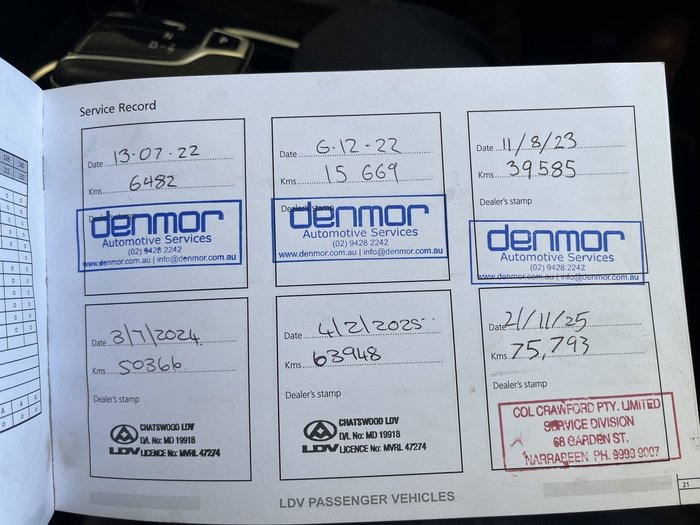 N
D
P
Service Record
Date 13.07.22
Kms 6482
Dealer's stamp
denmor
Automotive Services
(02) 9428 2242
www.denmor.com.au | info@denmor.com.au
Date 6.12.22
Kms 15 669
Dealer's stamp
denmor
Automotive Services
(02) 9428 2242
www.denmor.com.au | info@denmor.com.au
Date 11/8/23
Kms 39585
Dealer's stamp
denmor
Automotive Services
(02) 9428 2242
www.denmor.com.au | info@denmor.com.au
Date 3/7/2024
Kms 50366
Dealer's stamp
CHATSWOOD LDV
D/L No: MD 19918
LDV LICENCE No: MVRL 47274
Date 4/2/2025
Kms 63948
Dealer's stamp
CHATSWOOD LDV
D/L No: MD 19918
LDV LICENCE No: MVRL 47274
Date 21/11/25
Kms 75,793
Dealer's stamp
COL CRAWFORD PTY. LIMITED
SERVICE DIVISION
68 GARDEN ST.
NARRABEEN PH. 9999 9007
LDV PASSENGER VEHICLES
21